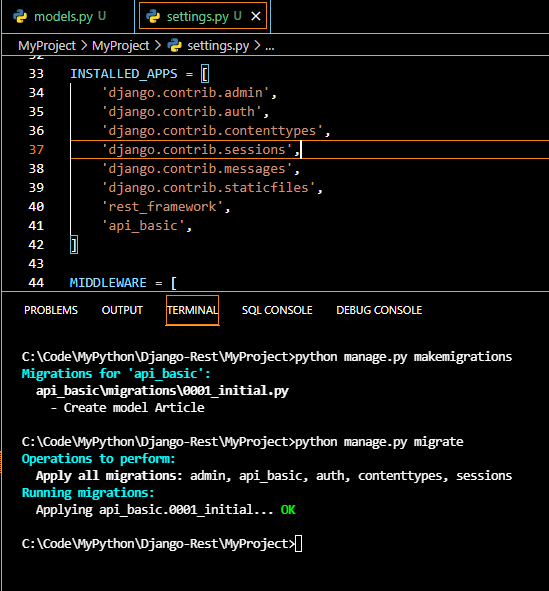 models.py U
settings.py U ×
MyProject > MyProject > settings.py > ...
33 INSTALLED_APPS = [
34     'django.contrib.admin',
35     'django.contrib.auth',
36     'django.contrib.contenttypes',
37     'django.contrib.sessions',
38     'django.contrib.messages',
39     'django.contrib.staticfiles',
40     'rest_framework',
41     'api_basic',
42 ]
43
44 MIDDLEWARE = [
PROBLEMS OUTPUT TERMINAL SQL CONSOLE DEBUG CONSOLE
C:\Code\MyPython\Django-Rest\MyProject>python manage.py makemigrations
Migrations for 'api_basic':
  api_basic\migrations\0001_initial.py
    - Create model Article
C:\Code\MyPython\Django-Rest\MyProject>python manage.py migrate
Operations to perform:
  Apply all migrations: admin, api_basic, auth, contenttypes, sessions
Running migrations:
  Applying api_basic.0001_initial... OK
C:\Code\MyPython\Django-Rest\MyProject>